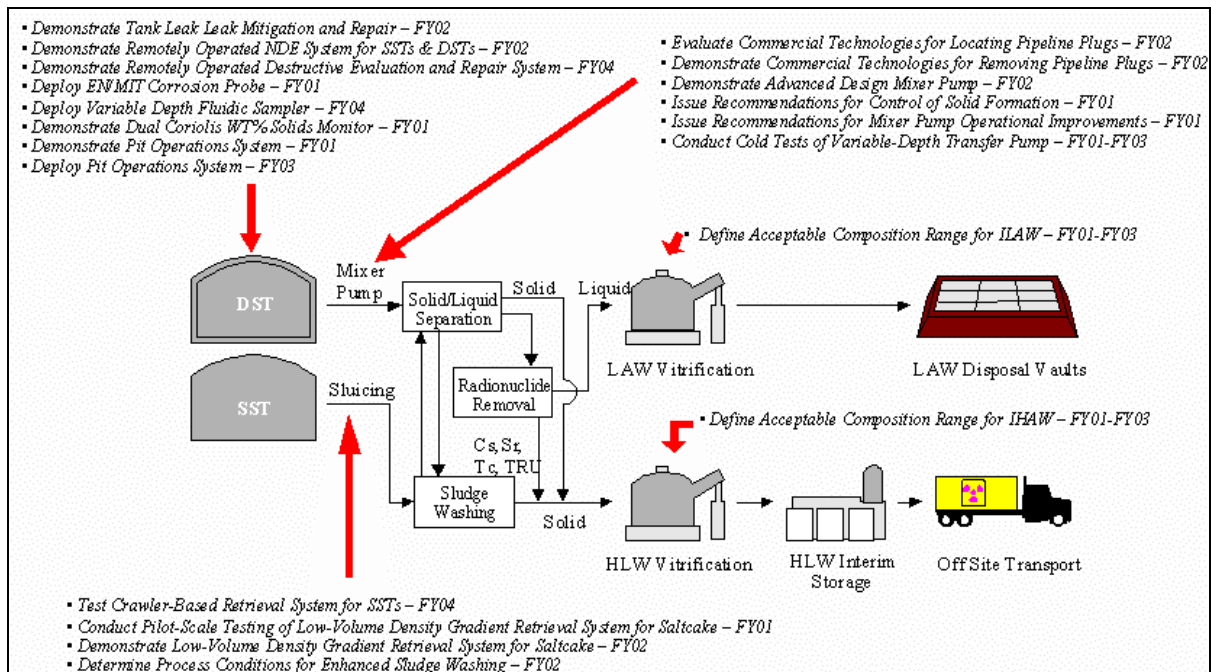 ▪ Demonstrate Tank Leak Leak Mitigation and Repair – FY02
▪ Demonstrate Remotely Operated NDE System for SSTs & DSTs – FY02
▪ Demonstrate Remotely Operated Destructive Evaluation and Repair System – FY04
▪ Deploy EN/MIT Corrosion Probe – FY01
▪ Deploy Variable Depth Fluidic Sampler – FY04
▪ Demonstrate Dual Coriolis WT% Solids Monitor – FY01
▪ Demonstrate Pit Operations System – FY01
▪ Deploy Pit Operations System – FY03
▪ Evaluate Commercial Technologies for Locating Pipeline Plugs – FY02
▪ Demonstrate Commercial Technologies for Removing Pipeline Plugs – FY02
▪ Demonstrate Advanced Design Mixer Pump – FY02
▪ Issue Recommendations for Control of Solid Formation – FY01
▪ Issue Recommendations for Mixer Pump Operational Improvements – FY01
▪ Conduct Cold Tests of Variable-Depth Transfer Pump – FY01-FY03
▪ Define Acceptable Composition Range for ILAW – FY01-FY03
DST
Mixer
Pump
Solid/Liquid
Separation
Solid
Liquid
LAW Vitrification
LAW Disposal Vaults
SST
Sluicing
Radionuclide
Removal
▪ Define Acceptable Composition Range for IHAW – FY01-FY03
Cs, Sr,
Tc, TRU
Sludge
Washing
Solid
HLW Vitrification
HLW Interim
Storage
Off Site Transport
▪ Test Crawler-Based Retrieval System for SSTs – FY04
▪ Conduct Pilot-Scale Testing of Low-Volume Density Gradient Retrieval System for Saltcake – FY01
▪ Demonstrate Low-Volume Density Gradient Retrieval System for Saltcake – FY02
▪ Determine Process Conditions for Enhanced Sludge Washing – FY02